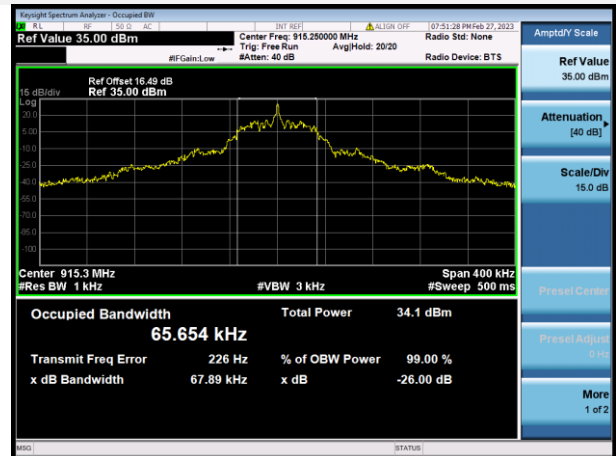 Keysight Spectrum Analyzer - Occupied BW
RL RF 50 Ω AC INT REF ALIGN OFF 07:51:28 PM Feb 27, 2023
Ref Value 35.00 dBm
Center Freq: 915.250000 MHz
Radio Std: None
Trig: Free Run Avg|Hold: 20/20
#IFGain:Low #Atten: 40 dB Radio Device: BTS
Ref Offset 16.49 dB
15 dB/div Ref 35.00 dBm
Log
20.0
5.00
-10.0
-25.0
-40.0
-55.0
-70.0
-85.0
-100
Center 915.3 MHz Span 400 kHz
#Res BW 1 kHz #VBW 3 kHz #Sweep 500 ms
Occupied Bandwidth Total Power 34.1 dBm
65.654 kHz
Transmit Freq Error 226 Hz % of OBW Power 99.00 %
x dB Bandwidth 67.89 kHz x dB -26.00 dB
MSG STATUS
Amptd/Y Scale
Ref Value
35.00 dBm
Attenuation
[40 dB]
Scale/Div
15.0 dB
Presel Center
Presel Adjust
0 Hz
More
1 of 2